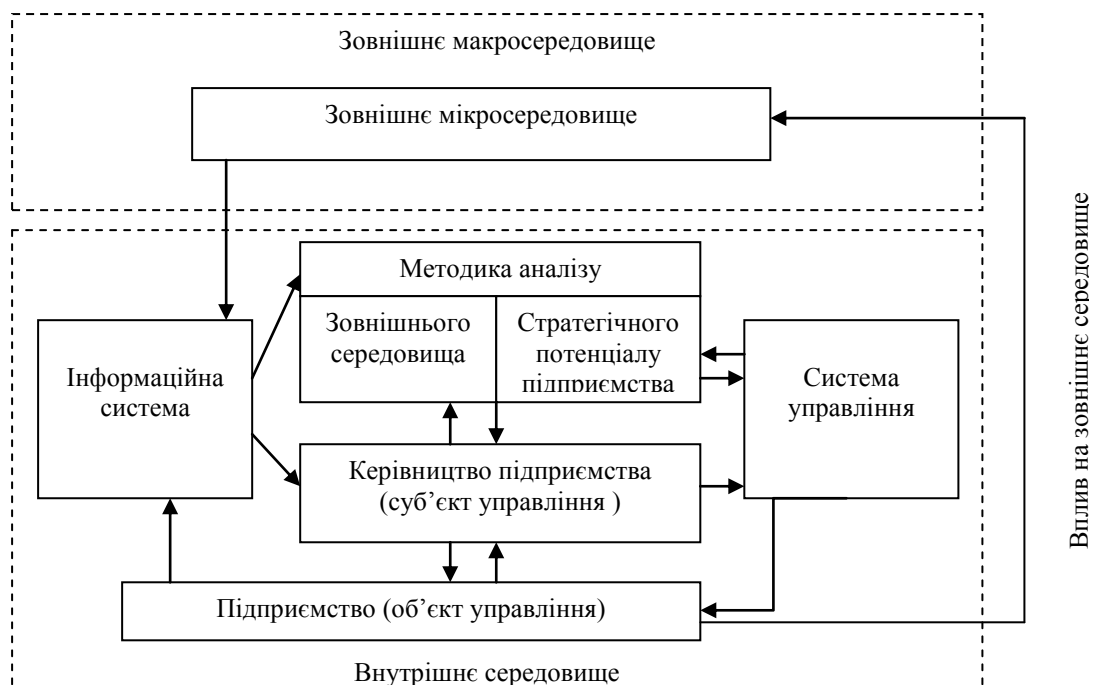 Зовнішнє макросередовище
Зовнішнє мікросередовище
Методика аналізу
Зовнішнього
середовища
Стратегічного
потенціалу
підприємства
Інформаційна
система
Система
управління
Керівництво підприємства
(суб’єкт управління )
Підприємство (об’єкт управління)
Внутрішнє середовище
Вплив на зовнішнє середовище